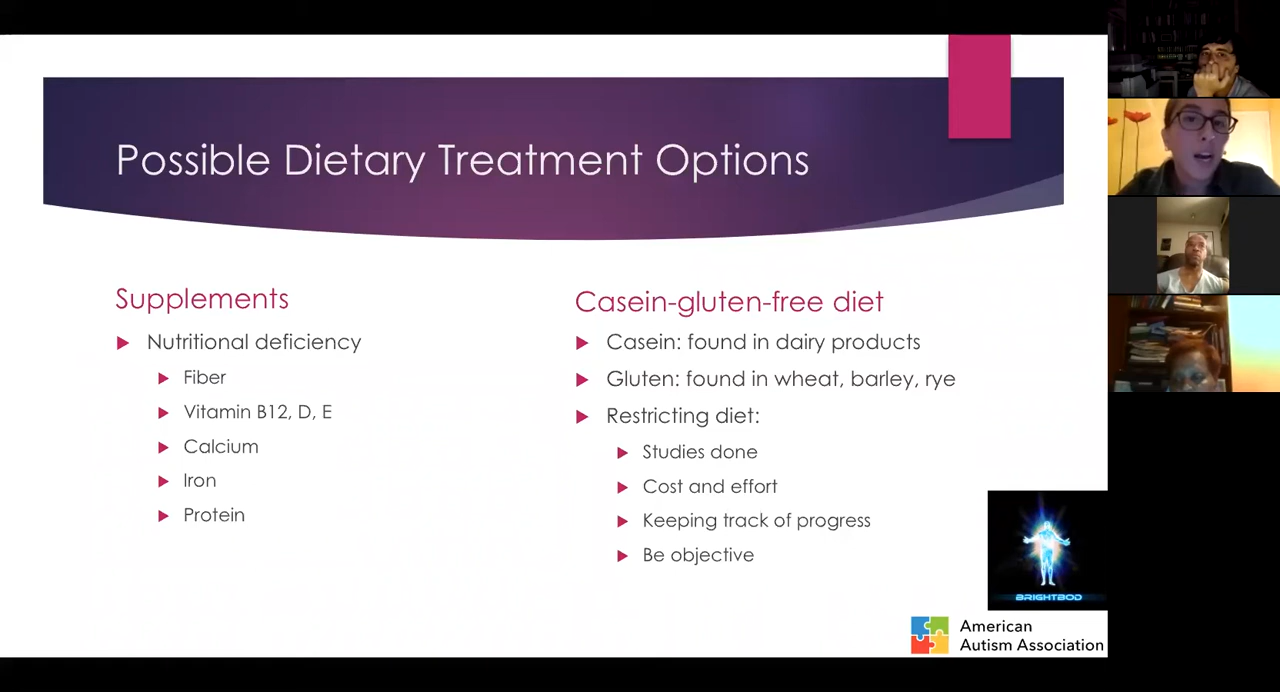 Possible Dietary Treatment Options
Supplements
Nutritional deficiency
Fiber
Vitamin B12, D, E
Calcium
Iron
Protein
Casein-gluten-free diet
Casein: found in dairy products
Gluten: found in wheat, barley, rye
Restricting diet:
Studies done
Cost and effort
Keeping track of progress
Be objective
BRIGHTBOD
American
Autism Association